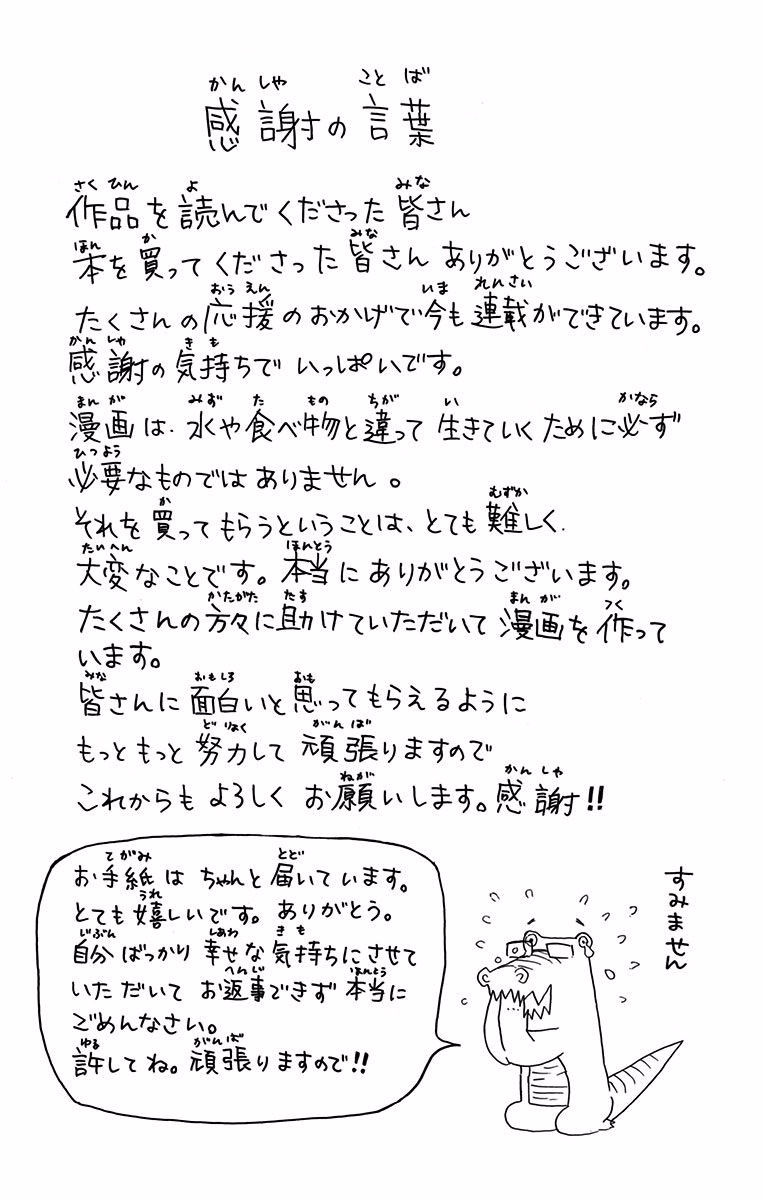 感謝の言葉
作品を読んでくださった皆さん
本を買ってくださった皆さんありがとうございます。
たくさんの応援のおかげで今も連載ができています。
感謝の気持ちでいっぱいです。
漫画は、水や食べ物と違って生きていくために必ず
必要なものではありません。
それを買ってもらうということは、とても難しく、
大変なことです。本当にありがとうございます。
たくさんの方々に助けていただいて漫画を作って
います。
皆さんに面白いと思ってもらえるように
もっともっと努力して頑張りますので
これからもよろしくお願いします。感謝!!
お手紙はちゃんと届いています。
とても嬉しいです。ありがとう。
自分ばっかり幸せな気持ちにさせて
いただいてお返事できず本当に
ごめんなさい。
許してね。頑張りますので!!
すみません